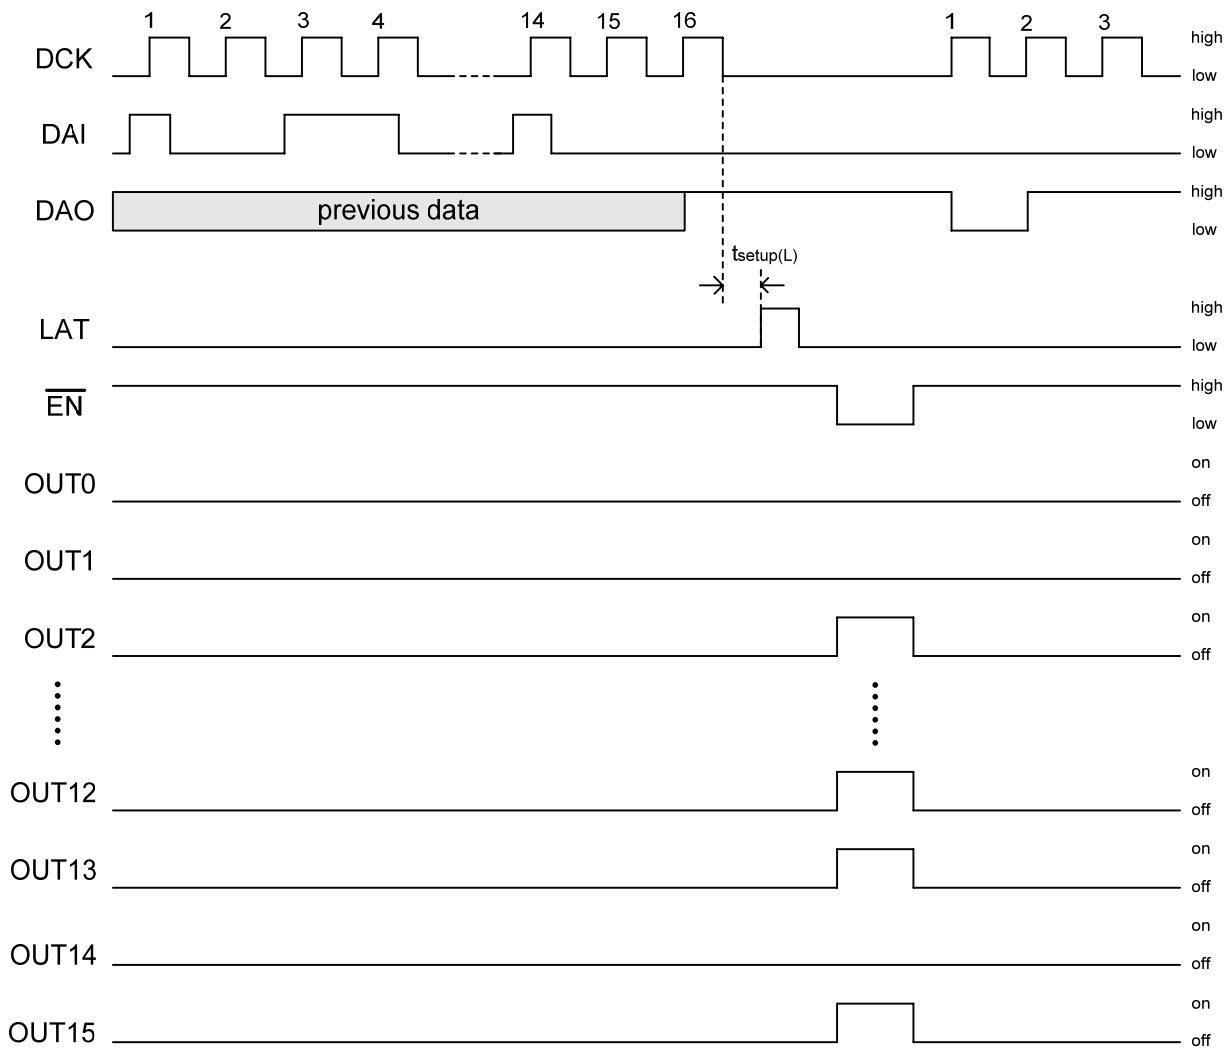 1 2 3 4 14 15 16 1 2 3
DCK high
low
DAI high
low
DAO previous data high
low
tsetup(L)
LAT high
low
EN high
low
OUT0 on
off
OUT1 on
off
OUT2 on
off
OUT12 on
off
OUT13 on
off
OUT14 on
off
OUT15 on
off